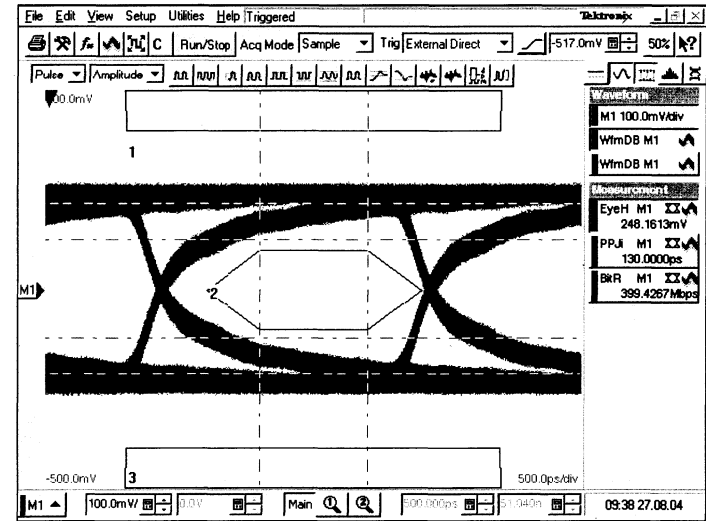 File Edit View Setup Utilities Help Triggered Tektronix
C Run/Stop Acq Mode Sample Trig External Direct -517.0mV 50%
Pulse Amplitude
00.0mV
1
2
M1
3
-500.0mV 500.0ps/div
Waveform
M1 100.0mV/div
WfmDB M1
WfmDB M1
Measurement
EyeH M1
248.1613mV
PPJi M1
130.0000ps
BitR M1
399.4267Mbps
M1 100.0mV/ 0.0V Main 1 2 500.000ps 09:38 27.08.04